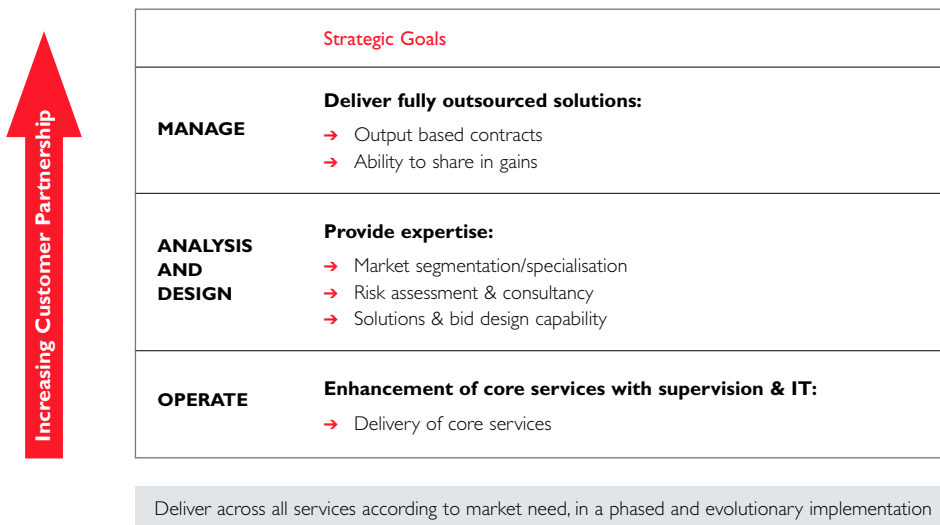 Strategic Goals
MANAGE
Deliver fully outsourced solutions:
➔ Output based contracts
➔ Ability to share in gains
ANALYSIS
AND
DESIGN
Provide expertise:
➔ Market segmentation/specialisation
➔ Risk assessment & consultancy
➔ Solutions & bid design capability
OPERATE
Enhancement of core services with supervision & IT:
➔ Delivery of core services
Increasing Customer Partnership
Deliver across all services according to market need, in a phased and evolutionary implementation